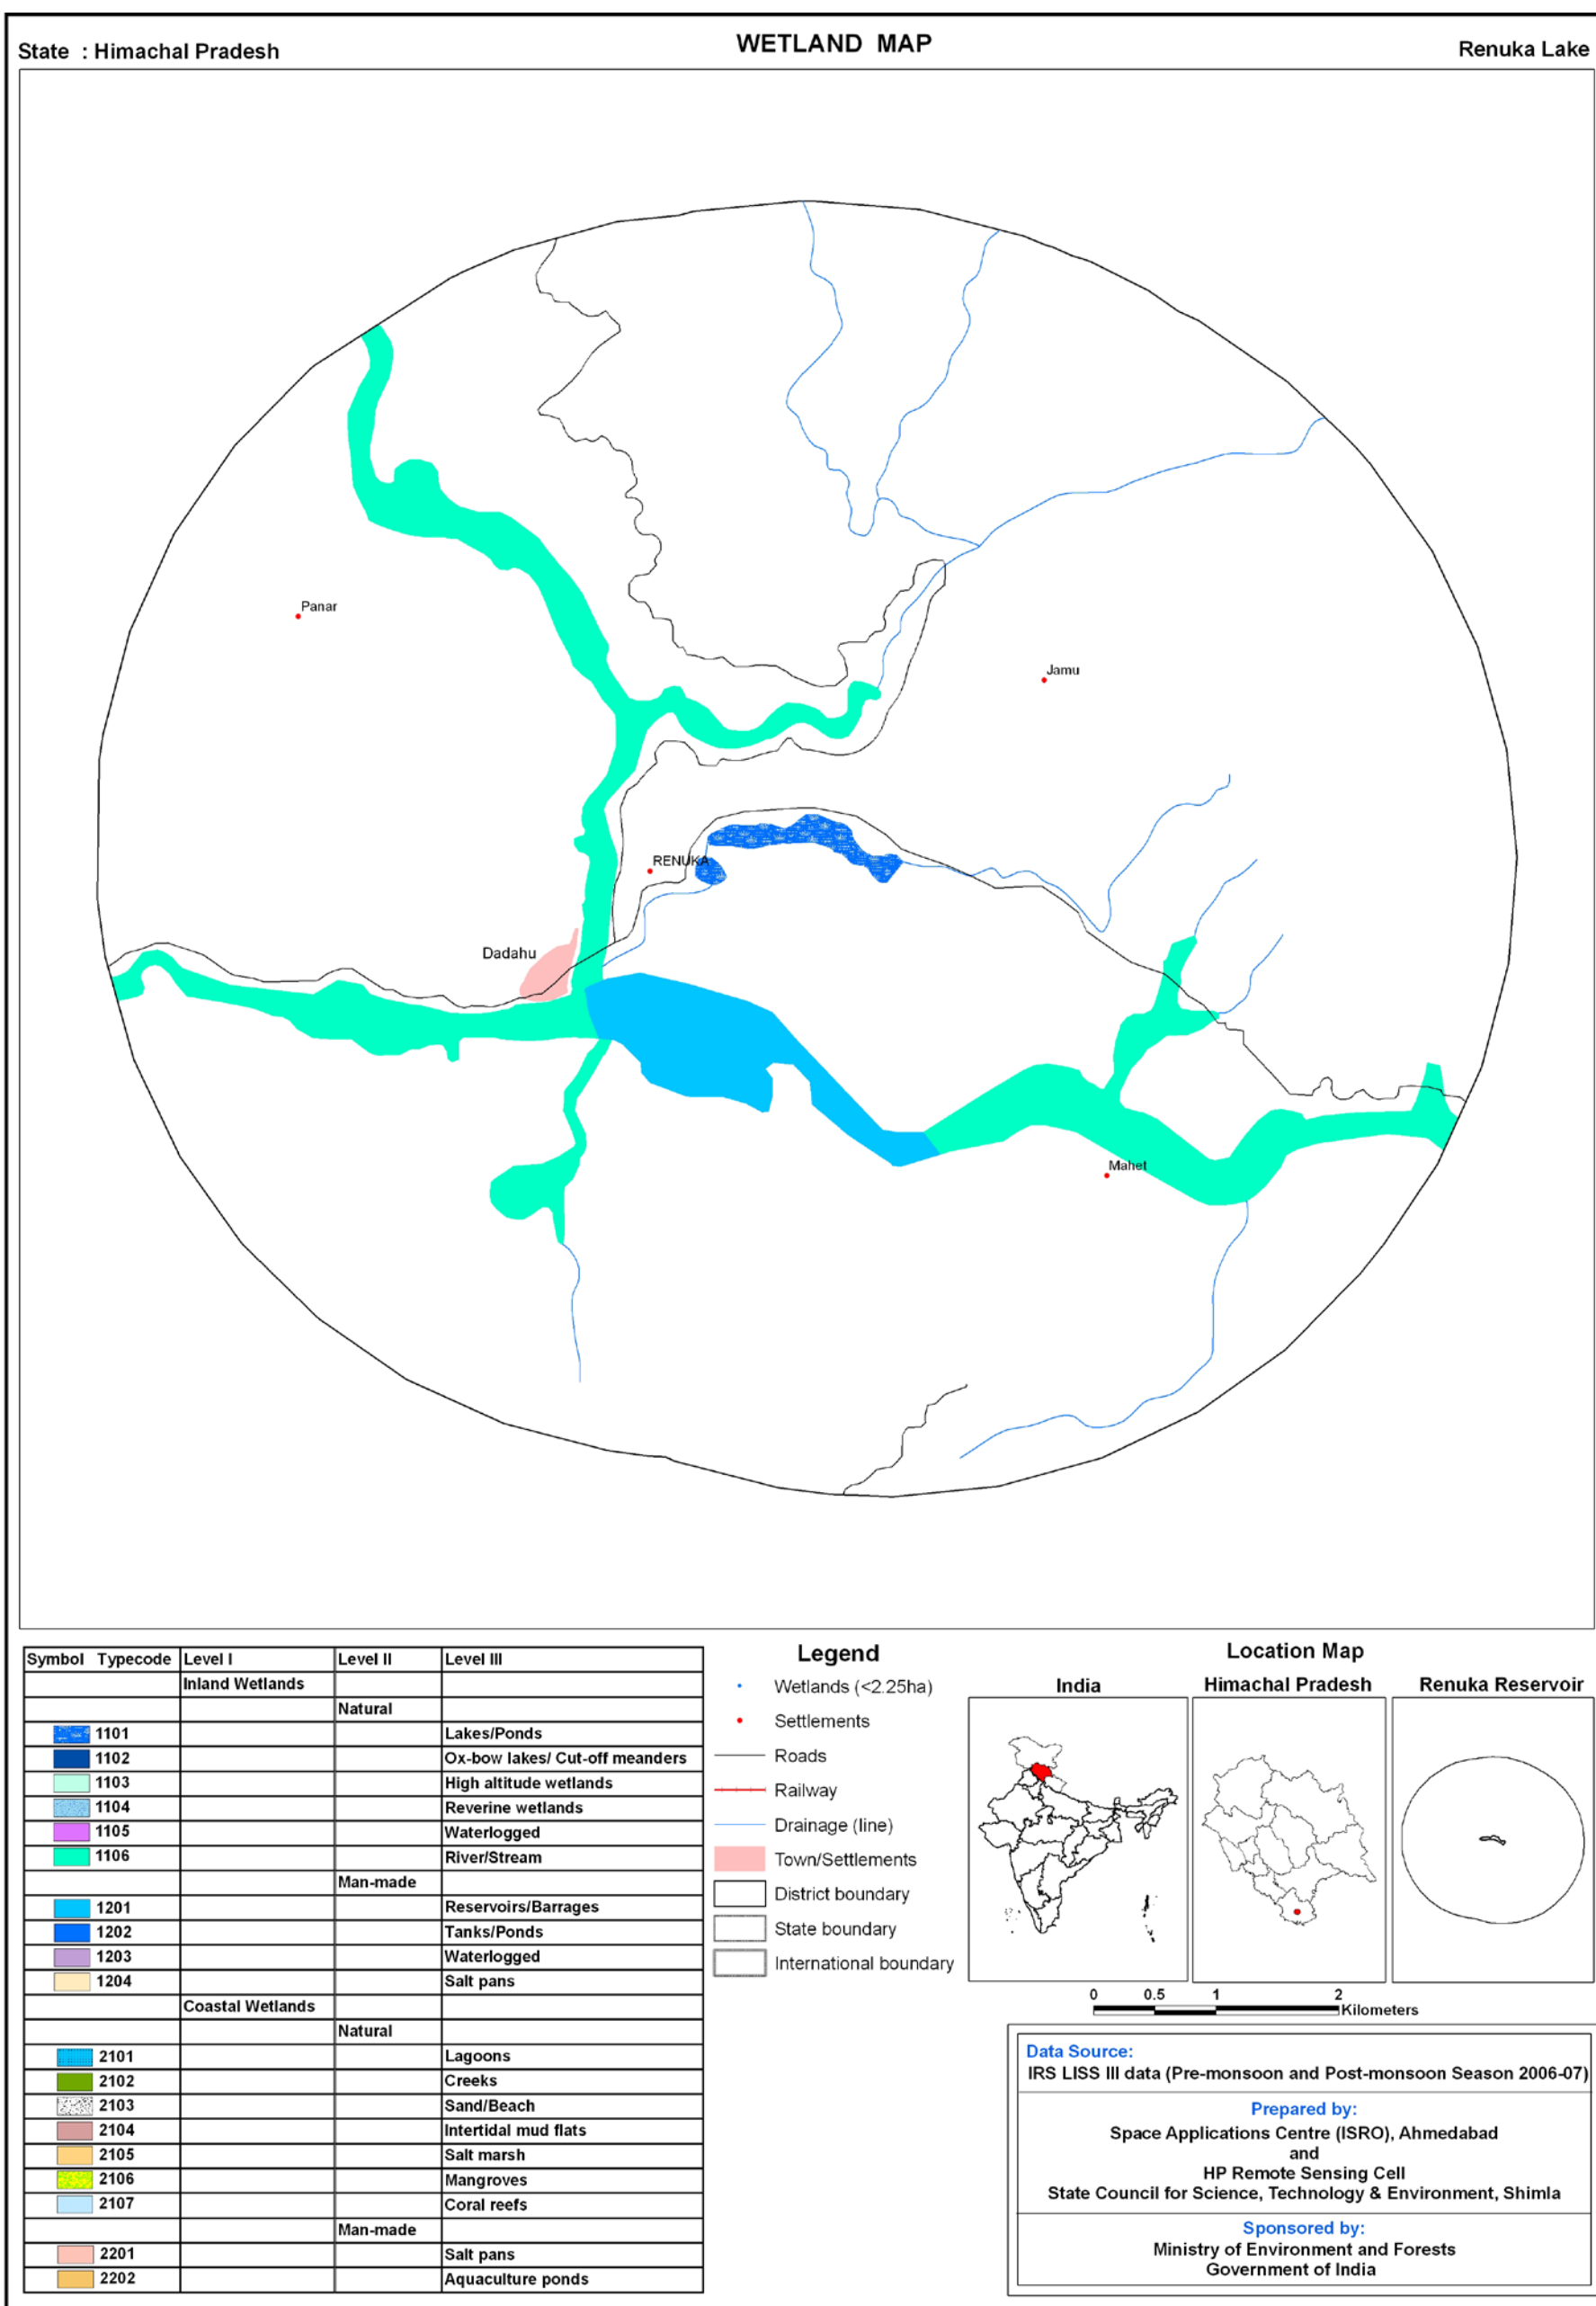 State : Himachal Pradesh
WETLAND MAP
Renuka Lake
Panar
Jamu
RENUKA
Dadahu
Mahet
Symbol Typecode Level I Level II Level III
Inland Wetlands
Natural
1101 Lakes/Ponds
1102 Ox-bow lakes/ Cut-off meanders
1103 High altitude wetlands
1104 Reverine wetlands
1105 Waterlogged
1106 River/Stream
Man-made
1201 Reservoirs/Barrages
1202 Tanks/Ponds
1203 Waterlogged
1204 Salt pans
Coastal Wetlands
Natural
2101 Lagoons
2102 Creeks
2103 Sand/Beach
2104 Intertidal mud flats
2105 Salt marsh
2106 Mangroves
2107 Coral reefs
Man-made
2201 Salt pans
2202 Aquaculture ponds
Legend
Wetlands (<2.25ha)
Settlements
Roads
Railway
Drainage (line)
Town/Settlements
District boundary
State boundary
International boundary
Location Map
India
Himachal Pradesh
Renuka Reservoir
0 0.5 1 2
Kilometers
Data Source:
IRS LISS III data (Pre-monsoon and Post-monsoon Season 2006-07)
Prepared by:
Space Applications Centre (ISRO), Ahmedabad
and
HP Remote Sensing Cell
State Council for Science, Technology & Environment, Shimla
Sponsored by:
Ministry of Environment and Forests
Government of India